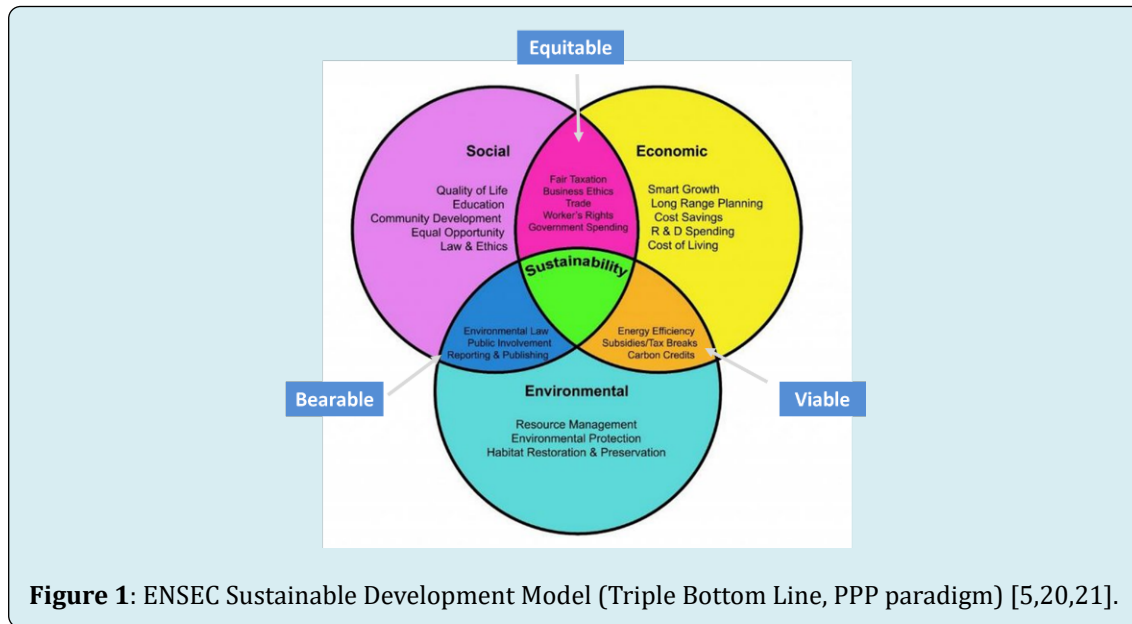 Equitable
Social
Quality of Life
Education
Community Development
Equal Opportunity
Law & Ethics
Fair Taxation
Business Ethics
Trade
Worker's Rights
Government Spending
Economic
Smart Growth
Long Range Planning
Cost Savings
R & D Spending
Cost of Living
Sustainability
Environmental Law
Public Involvement
Reporting & Publishing
Energy Efficiency
Subsidies/Tax Breaks
Carbon Credits
Bearable
Viable
Environmental
Resource Management
Environmental Protection
Habitat Restoration & Preservation
Figure 1: ENSEC Sustainable Development Model (Triple Bottom Line, PPP paradigm) [5,20,21].